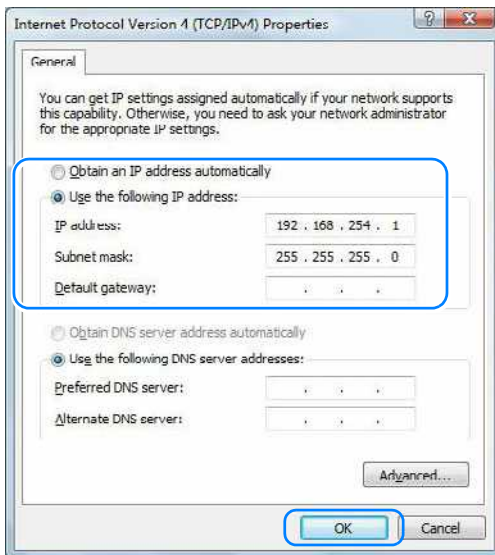 Internet Protocol Version 4 (TCP/IPv4) Properties
General
You can get IP settings assigned automatically if your network supports
this capability. Otherwise, you need to ask your network administrator
for the appropriate IP settings.
Obtain an IP address automatically
Use the following IP address:
IP address: 192 . 168 . 254 . 1
Subnet mask: 255 . 255 . 255 . 0
Default gateway: . . .
Obtain DNS server address automatically
Use the following DNS server addresses:
Preferred DNS server: . . .
Alternate DNS server: . . .
Advanced...
OK Cancel